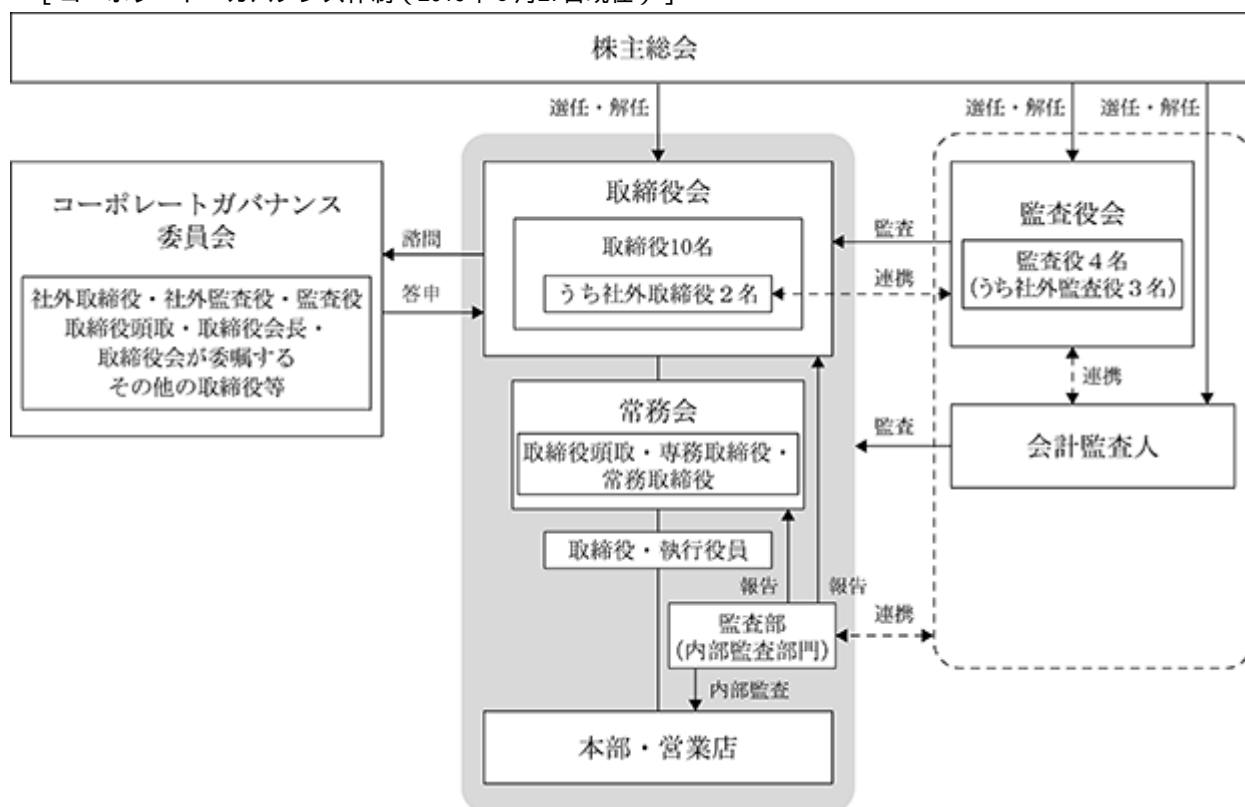 株主総会
選任・解任
選任・解任
選任・解任
コーポレートガバナンス
委員会
社外取締役・社外監査役・監査役
取締役頭取・取締役会長・
取締役会が委嘱する
その他の取締役等
諮問
答申
取締役会
取締役10名
うち社外取締役2名
監査
連携
監査役会
監査役4名
(うち社外監査役3名)
連携
常務会
取締役頭取・専務取締役・
常務取締役
監査
会計監査人
取締役・執行役員
報告
報告
監査部
(内部監査部門)
連携
内部監査
本部・営業店